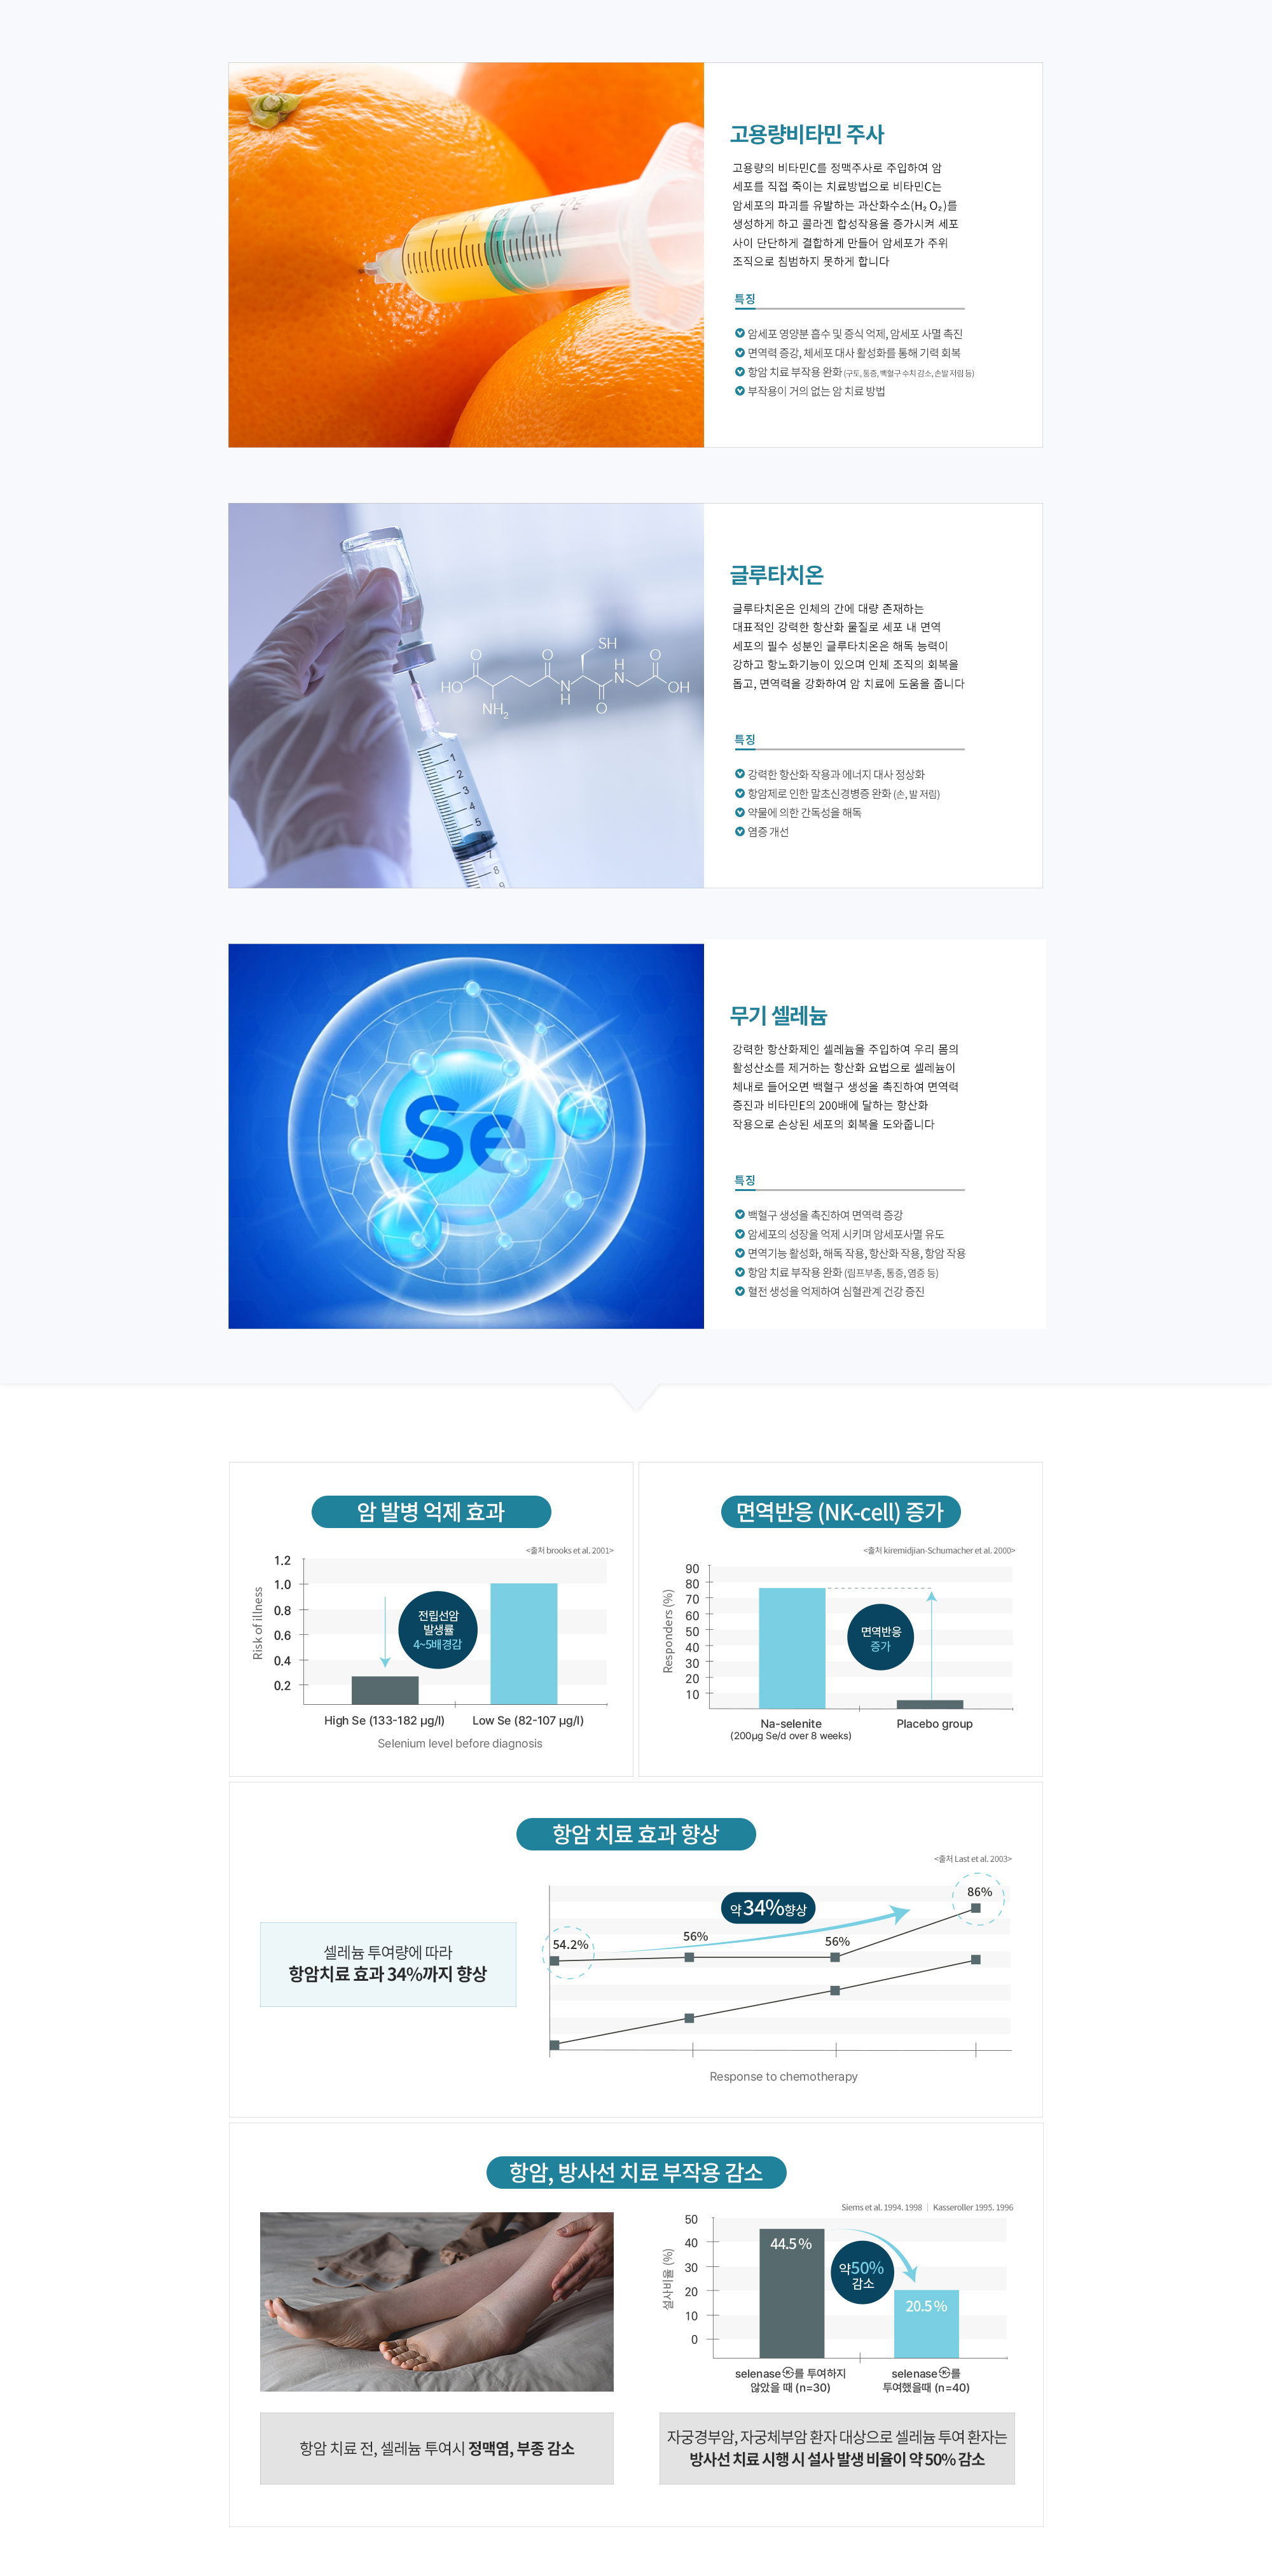 고용량비타민 주사
고용량의 비타민C를 정맥주사로 주입하여 암
세포를 직접 죽이는 치료방법으로 비타민C는
암세포의 파괴를 유발하는 과산화수소(H₂ O₂)를
생성하게 하고 콜라겐 합성작용을 증가시켜 세포
사이 단단하게 결합하게 만들어 암세포가 주위
조직으로 침범하지 못하게 합니다
특징
암세포 영양분 흡수 및 증식 억제, 암세포 사멸 촉진
면역력 증강, 체세포 대사 활성화를 통해 기력 회복
항암 치료 부작용 완화 (구토, 통증, 백혈구 수치 감소, 손발 저림 등)
부작용이 거의 없는 암 치료 방법
SH
O
O
H
N
O
HO
N
H
OH
NH₂
O
1
2
3
4
5
6
7
8
9
글루타치온
글루타치온은 인체의 간에 대량 존재하는
대표적인 강력한 항산화 물질로 세포 내 면역
세포의 필수 성분인 글루타치온은 해독 능력이
강하고 항노화기능이 있으며 인체 조직의 회복을
돕고, 면역력을 강화하여 암 치료에 도움을 줍니다
특징
강력한 항산화 작용과 에너지 대사 정상화
항암제로 인한 말초신경병증 완화 (손, 발 저림)
약물에 의한 간독성을 해독
염증 개선
Se
무기 셀레늄
강력한 항산화제인 셀레늄을 주입하여 우리 몸의
활성산소를 제거하는 항산화 요법으로 셀레늄이
체내로 들어오면 백혈구 생성을 촉진하여 면역력
증진과 비타민E의 200배에 달하는 항산화
작용으로 손상된 세포의 회복을 도와줍니다
특징
백혈구 생성을 촉진하여 면역력 증강
암세포의 성장을 억제 시키며 암세포사멸 유도
면역기능 활성화, 해독 작용, 항산화 작용, 항암 작용
항암 치료 부작용 완화 (림프부종, 통증, 염증 등)
혈전 생성을 억제하여 심혈관계 건강 증진
암 발병 억제 효과
<출처 brooks et al. 2001>
Risk of illness
1.2
1.0
0.8
0.6
0.4
0.2
전립선암
발생률
4~5배경감
High Se (133-182 μg/l)
Low Se (82-107 μg/l)
Selenium level before diagnosis
면역반응 (NK-cell) 증가
<출처 kiremidjian-Schumacher et al. 2000>
Responders (%)
90
80
70
60
50
40
30
20
10
면역반응
증가
Na-selenite
(200μg Se/d over 8 weeks)
Placebo group
항암 치료 효과 향상
<출처 Last et al. 2003>
셀레늄 투여량에 따라
항암치료 효과 34%까지 향상
약 34%향상
54.2%
56%
56%
86%
Response to chemotherapy
항암, 방사선 치료 부작용 감소
Siems et al. 1994. 1998 | Kasseroller 1995. 1996
설사비율 (%)
50
40
30
20
10
0
44.5 %
약50%
감소
20.5 %
selenase㉿를 투여하지
않았을 때 (n=30)
selenase㉿를
투여했을때 (n=40)
항암 치료 전, 셀레늄 투여시 정맥염, 부종 감소
자궁경부암, 자궁체부암 환자 대상으로 셀레늄 투여 환자는
방사선 치료 시행 시 설사 발생 비율이 약 50% 감소